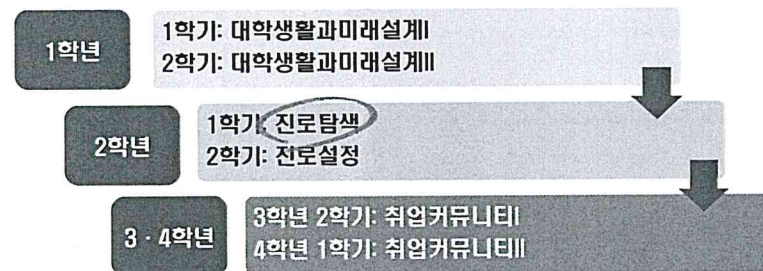 1학년
1학기: 대학생활과미래설계I
2학기: 대학생활과미래설계II
2학년
1학기: 진로탐색
2학기: 진로설정
3 · 4학년
3학년 2학기: 취업커뮤니티I
4학년 1학기: 취업커뮤니티II